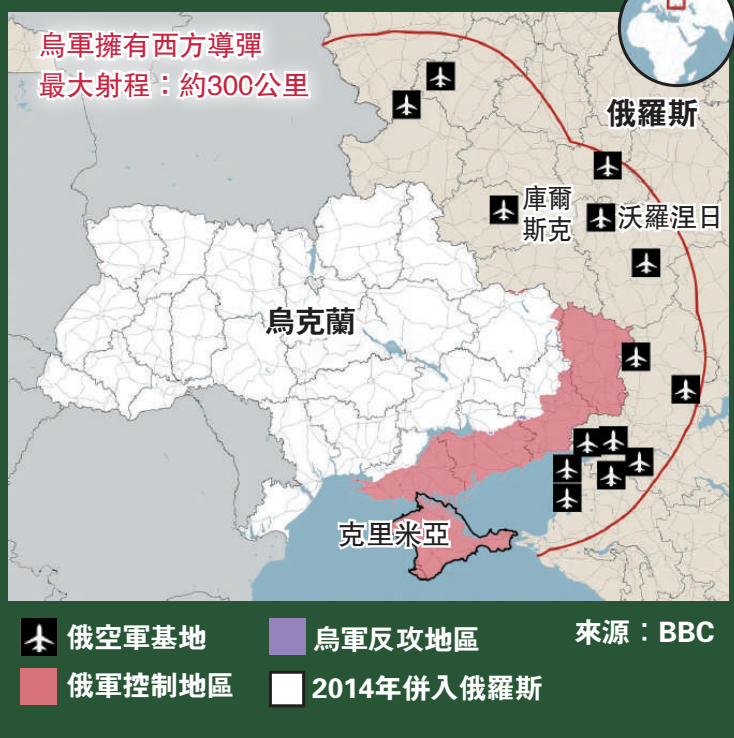 烏軍擁有西方導彈
最大射程：約300公里
俄羅斯
庫爾
斯克
沃羅涅日
烏克蘭
克里米亞
俄空軍基地
烏軍反攻地區
來源：BBC
俄軍控制地區
2014年併入俄羅斯